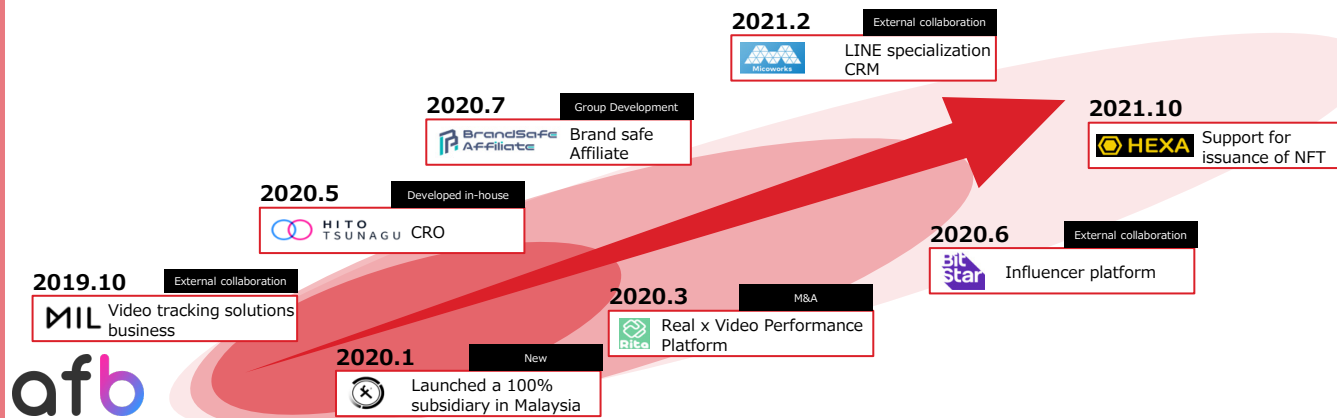 2021.2
External collaboration
Micoworks
LINE specialization
CRM
2020.7
Group Development
BrandSafe
Affiliate
Brand safe
Affiliate
2021.10
HEXA
Support for
issuance of NFT
2020.5
Developed in-house
HITO
TSUNAGU
CRO
2020.6
External collaboration
Bit
Star
Influencer platform
2019.10
External collaboration
MIL
Video tracking solutions
business
2020.3
M&A
Rita
Real x Video Performance
Platform
2020.1
New
Launched a 100%
subsidiary in Malaysia
afb